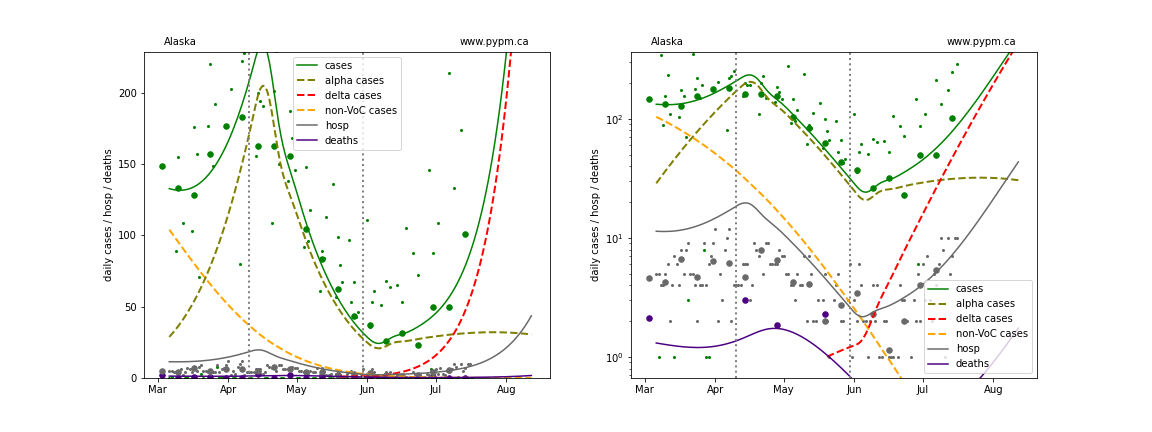 Alaska
www.pypm.ca
daily cases / hosp / deaths
200
150
100
50
0
cases
alpha cases
delta cases
non-VoC cases
hosp
deaths
Mar
Apr
May
Jun
Jul
Aug
Alaska
www.pypm.ca
daily cases / hosp / deaths
10²
10¹
10⁰
cases
alpha cases
delta cases
non-VoC cases
hosp
deaths
Mar
Apr
May
Jun
Jul
Aug